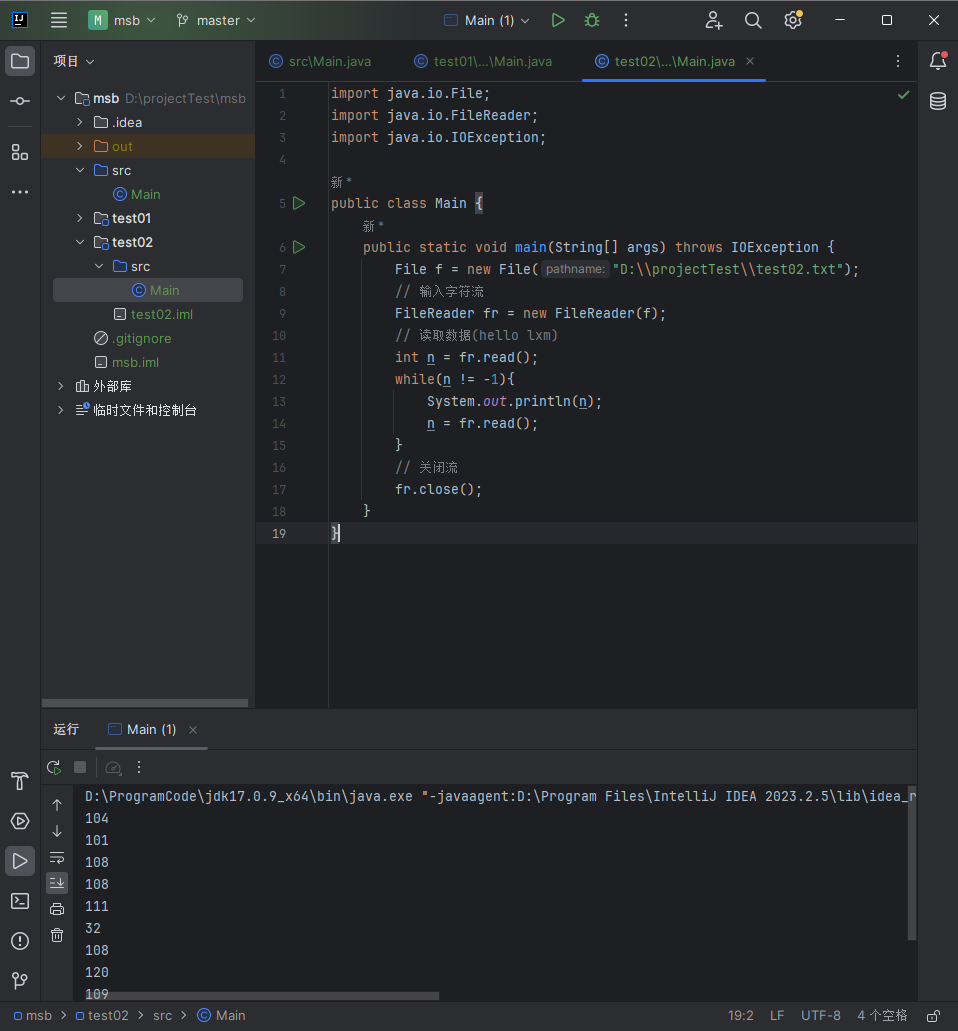 IJ
M msb
master
Main (1)
项目
src\Main.java
test01\...\Main.java
test02\...\Main.java
msb D:\projectTest\msb
.idea
out
src
Main
test01
test02
src
Main
test02.iml
.gitignore
msb.iml
外部库
临时文件和控制台
1 import java.io.File;
2 import java.io.FileReader;
3 import java.io.IOException;
4
新 *
5 public class Main {
新 *
6 public static void main(String[] args) throws IOException {
7 File f = new File( pathname: "D:\\projectTest\\test02.txt");
8 // 输入字符流
9 FileReader fr = new FileReader(f);
10 // 读取数据(hello lxm)
11 int n = fr.read();
12 while(n != -1){
13 System.out.println(n);
14 n = fr.read();
15 }
16 // 关闭流
17 fr.close();
18 }
19 }
运行
Main (1)
D:\ProgramCode\jdk17.0.9_x64\bin\java.exe "-javaagent:D:\Program Files\IntelliJ IDEA 2023.2.5\lib\idea_r
104
101
108
108
111
32
108
120
109
msb > test02 > src > Main
19:2 LF UTF-8 4 个空格